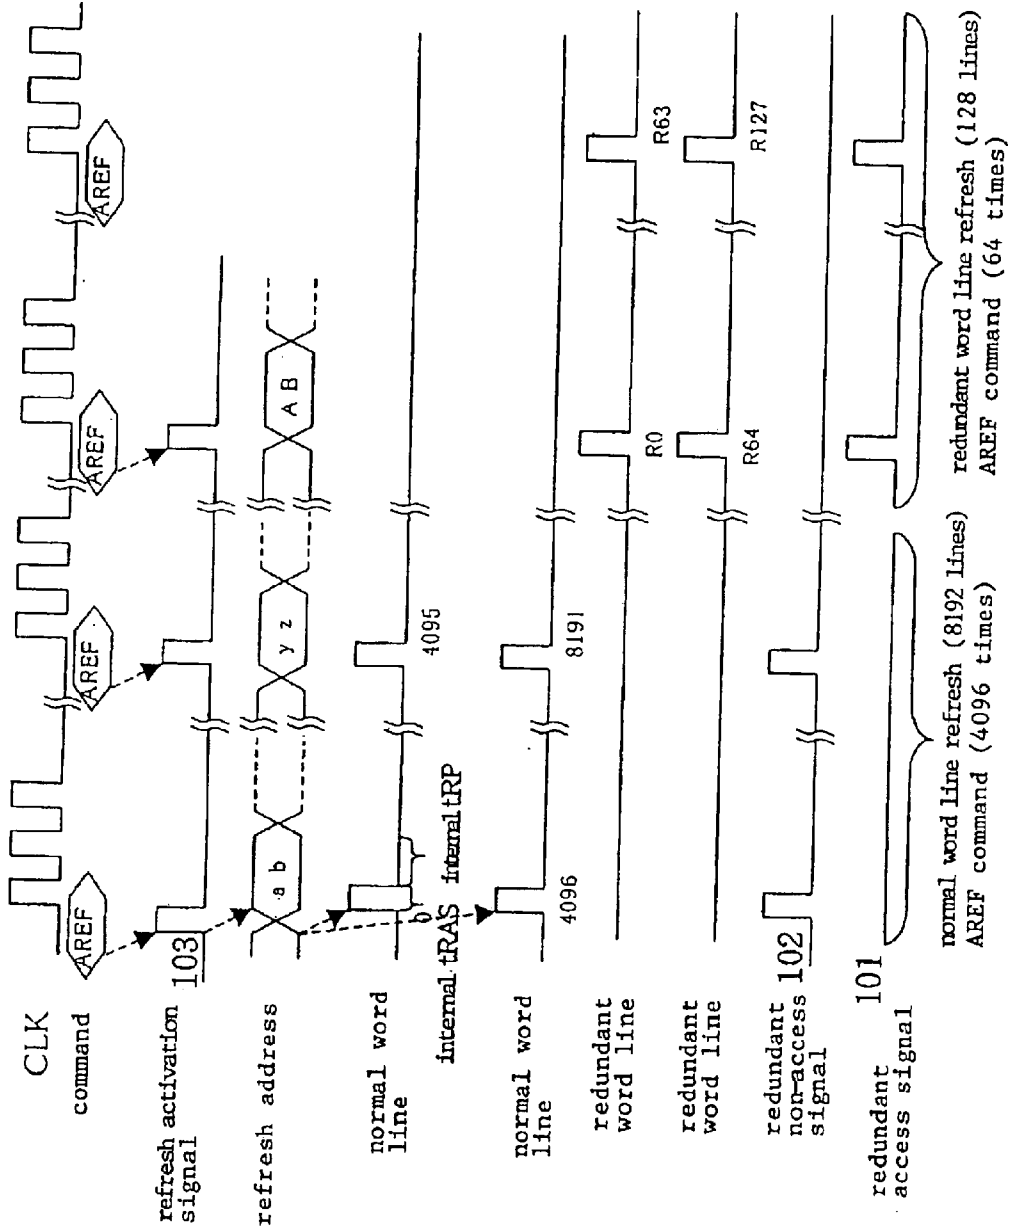 CLK
command
AREF
AREF
AREF
AREF
refresh activation
signal
103
refresh address
a b
y z
A B
normal word
line
0
4095
internal tRAS
internal tRP
normal word
line
4096
8191
redundant
word line
R0
R63
redundant
word line
R64
R127
redundant
non-access
signal
102
101
redundant
access signal
normal word line refresh (8192 lines)
AREF command (4096 times)
redundant word line refresh (128 lines)
AREF command (64 times)